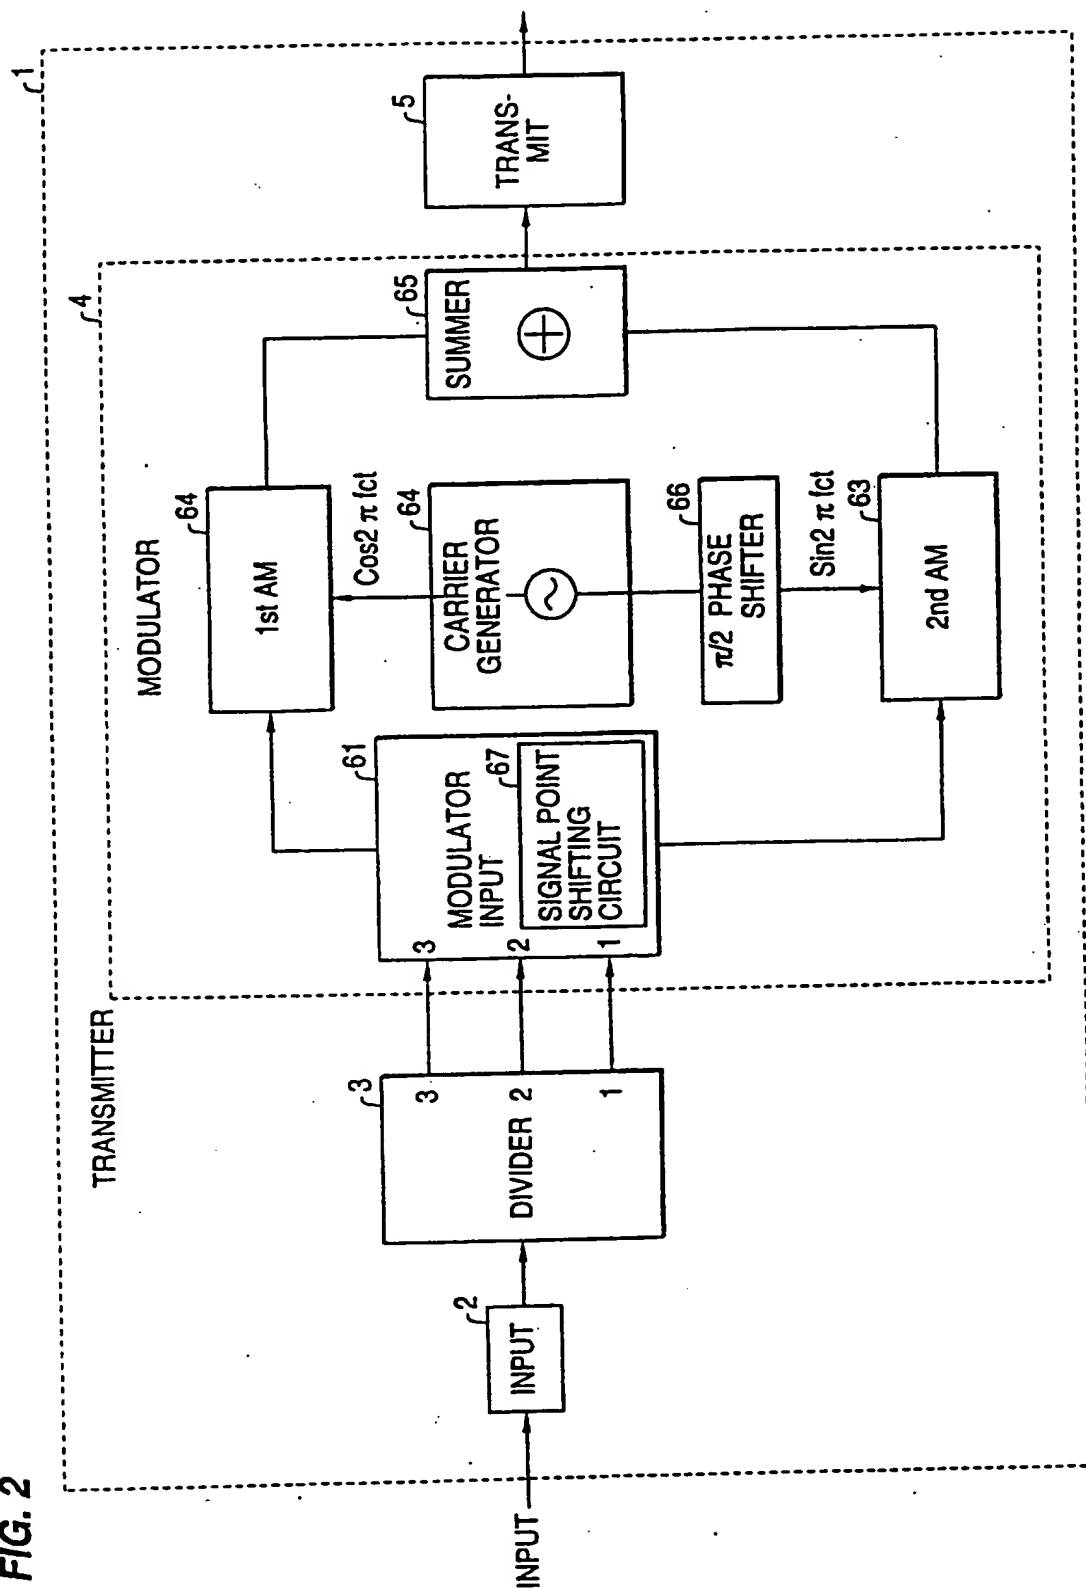 FIG. 2
TRANSMITTER
1
MODULATOR
4
INPUT
2
INPUT
3
3
DIVIDER 2
1
61
3
MODULATOR
INPUT
2
67
SIGNAL POINT
SHIFTING
CIRCUIT
1
64
1st AM
Cos2 π fct
64
CARRIER
GENERATOR
~
66
π/2 PHASE
SHIFTER
Sin2 π fct
63
2nd AM
65
SUMMER
+
5
TRANS-
MIT